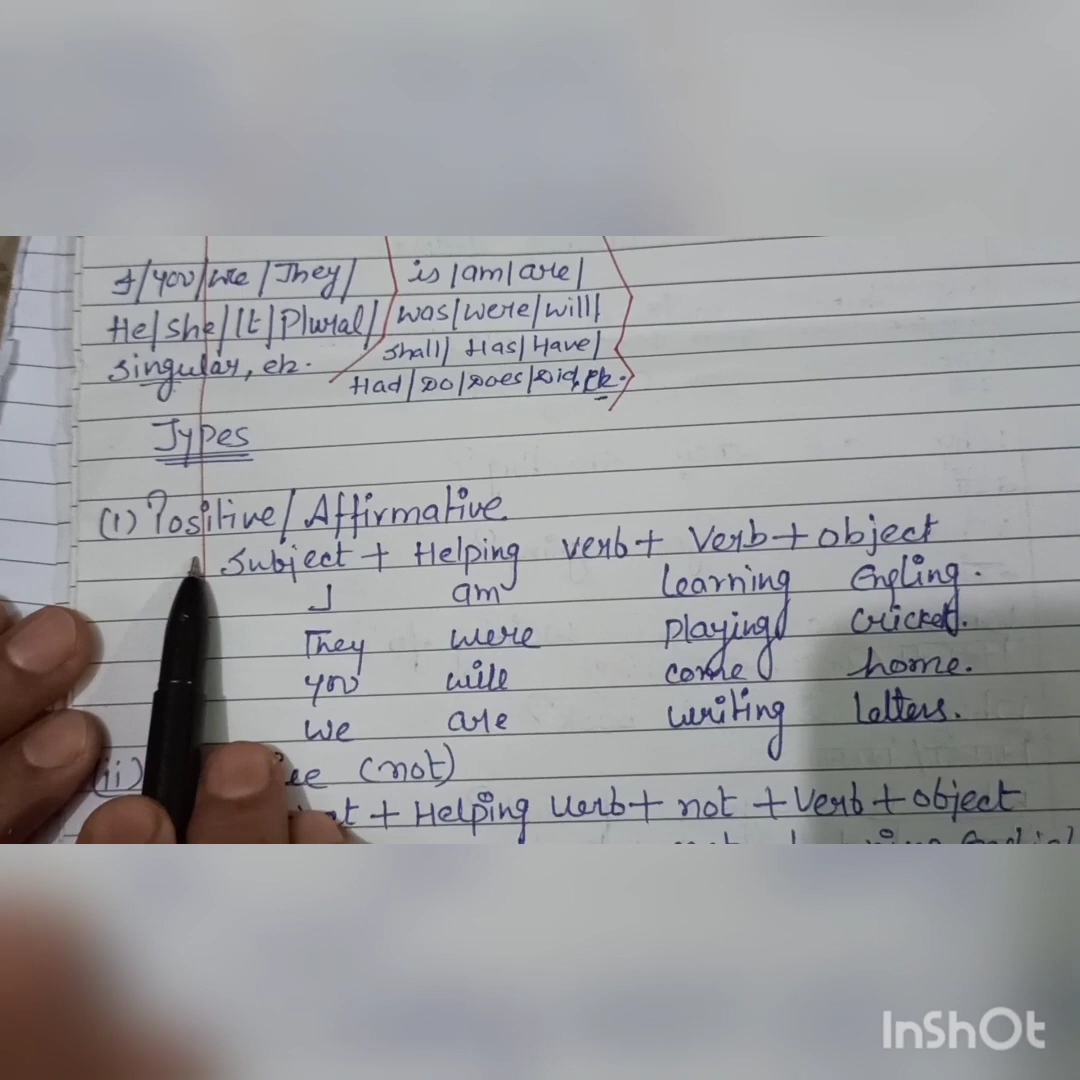 I/you/we/They/ is/am/are/
He/she/It/Plural/ was/were/will/
singular, etc. shall/ Has/Have/
Had/Do/Does/Did, etc.
Types
(i) Positive/Affirmative
Subject + Helping verb + Verb + object
I am learning Engling.
They were playing cricket.
you will come home.
we are writing letters.
(ii) (not)
+ Helping verb + not + verb + object
InShOt